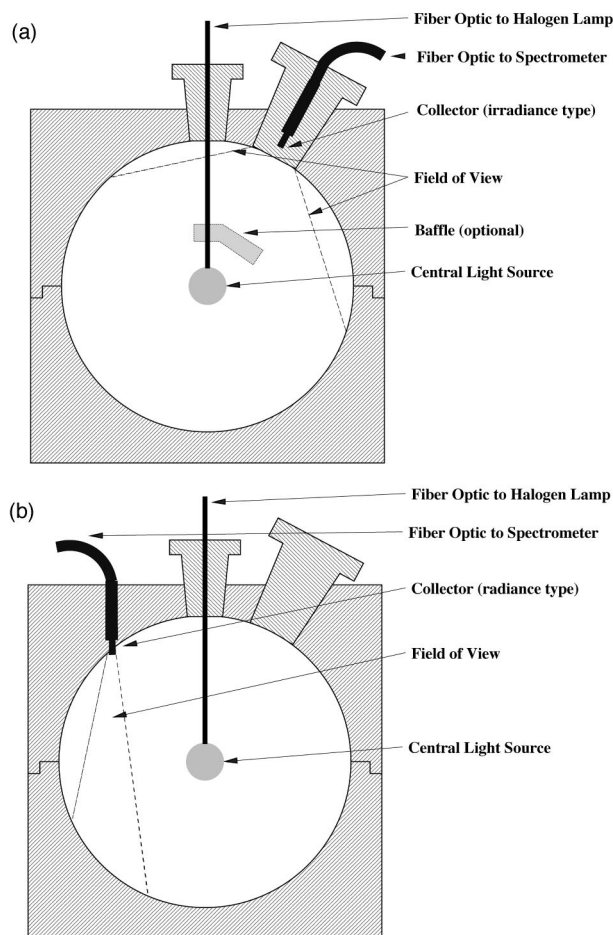 (a)
Fiber Optic to Halogen Lamp
Fiber Optic to Spectrometer
Collector (irradiance type)
Field of View
Baffle (optional)
Central Light Source
(b)
Fiber Optic to Halogen Lamp
Fiber Optic to Spectrometer
Collector (radiance type)
Field of View
Central Light Source